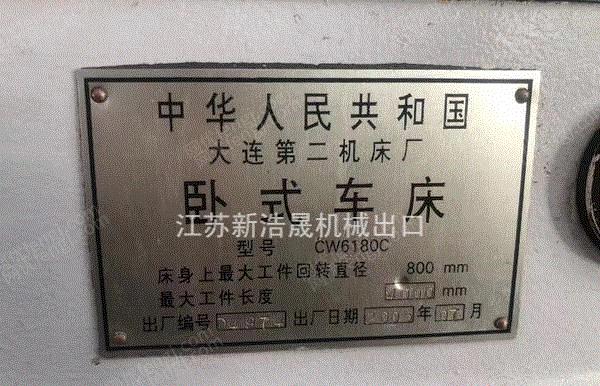 中华人民共和国
大连第二机床厂
卧式车床
江苏新浩晟机械出口
型号 CW6180C
床身上最大工件回转直径 800 mm
最大工件长度 mm
出厂编号 出厂日期 年 07 月